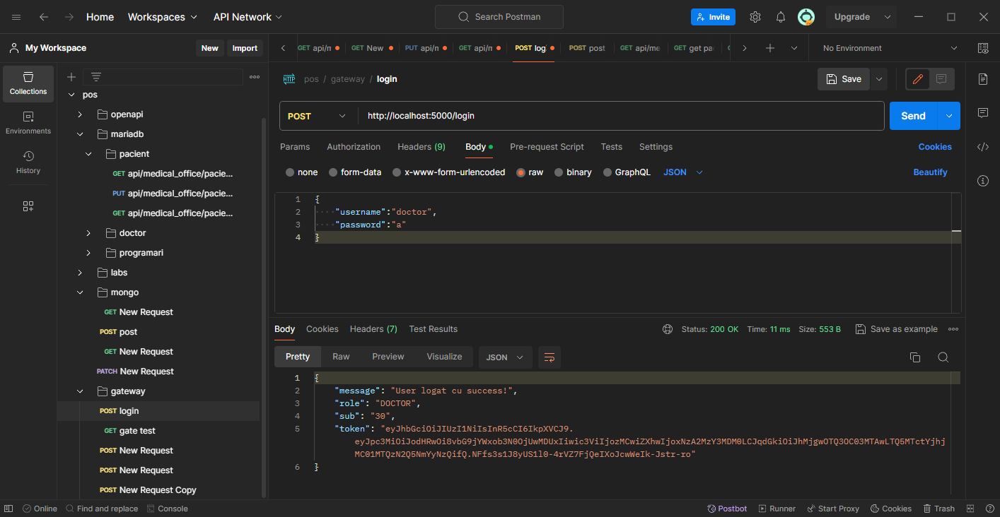 Home Workspaces API Network Search Postman Invite Upgrade
My Workspace New Import
GET api/n GET New PUT api/n GET api/n POST log POST post GET api/me GET get pa No Environment
Collections
Environments
History
pos
openapi
mariadb
pacient
GET api/medical_office/pacie...
PUT api/medical_office/pacie...
GET api/medical_office/pacie...
doctor
programari
labs
mongo
GET New Request
POST post
GET New Request
PATCH New Request
gateway
POST login
GET gate test
POST New Request
POST New Request
POST New Request Copy
HTTP pos / gateway / login Save
POST http://localhost:5000/login Send
Params Authorization Headers (9) Body Pre-request Script Tests Settings Cookies
none form-data x-www-form-urlencoded raw binary GraphQL JSON Beautify
1 {
2 "username":"doctor",
3 "password":"a"
4 }
Body Cookies Headers (7) Test Results Status: 200 OK Time: 11 ms Size: 553 B Save as example
Pretty Raw Preview Visualize JSON
1 {
2 "message": "User logat cu success!",
3 "role": "DOCTOR",
4 "sub": "30",
5 "token": "eyJhbGciOiJIUzI1NiIsInR5cCI6IkpXVCJ9.
eyJpc3MiOiJodHRwOi8vbG9jYWxob3N0OjUwMDUxIiwic3ViIjozMCwiZXhwIjoxNzA2MzY3MDM0LCJqdGkiOiJhMjgwOTQ3OC03MTAwLTQ5MTctYjhj
MC01MTQzN2Q5NmYyNzQifQ.NFfs3s1J8yUS1l0-4rVZ7FjQeIXoJcwWeIk-Jstr-ro"
6 }
Online Find and replace Console Postbot Runner Start Proxy Cookies Trash